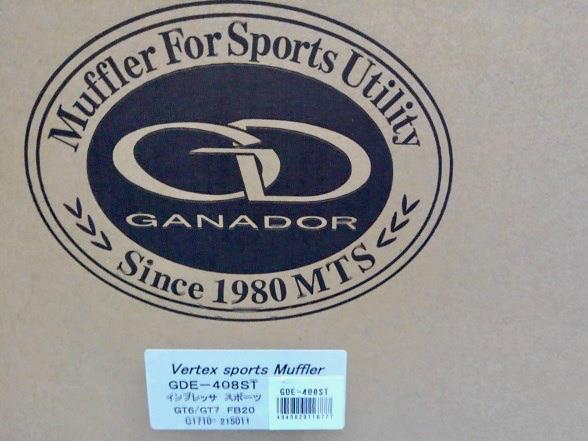 Muffler For Sports Utility
GANADOR
Since 1980 MTS
Vertex sports Muffler
GDE-408ST
インプレッサ スポーツ
GT6/GT7 FB20
G1710- 215011
GDE-408ST